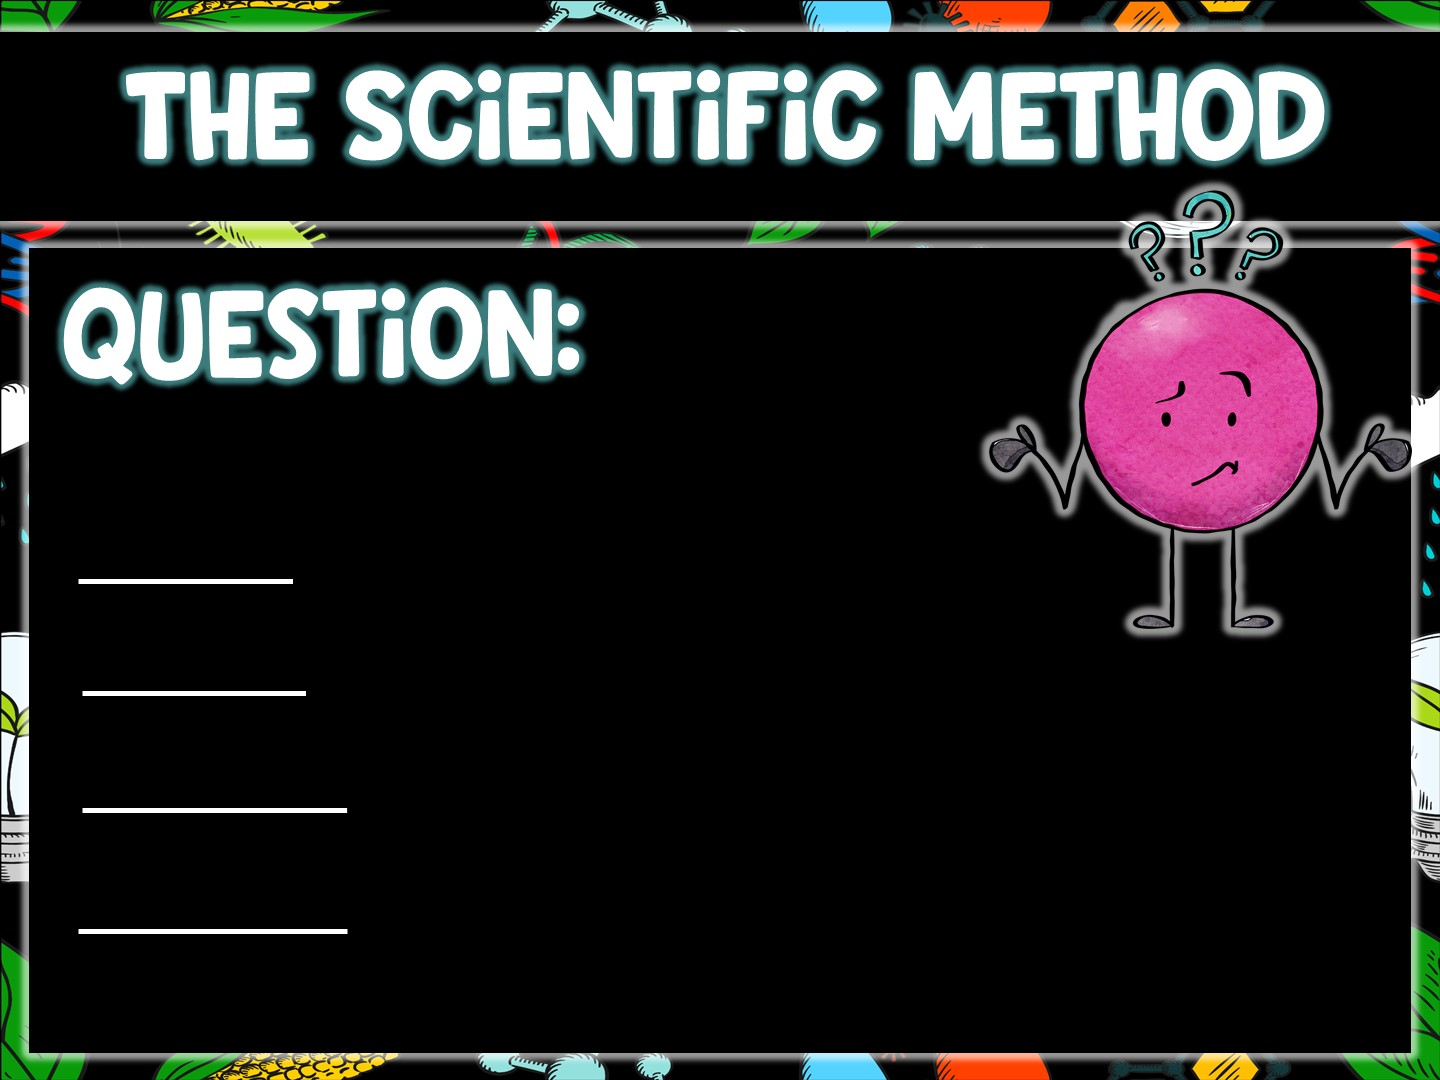 THE SCiENTiFiC METHOD
? ? ?
QUESTiON: